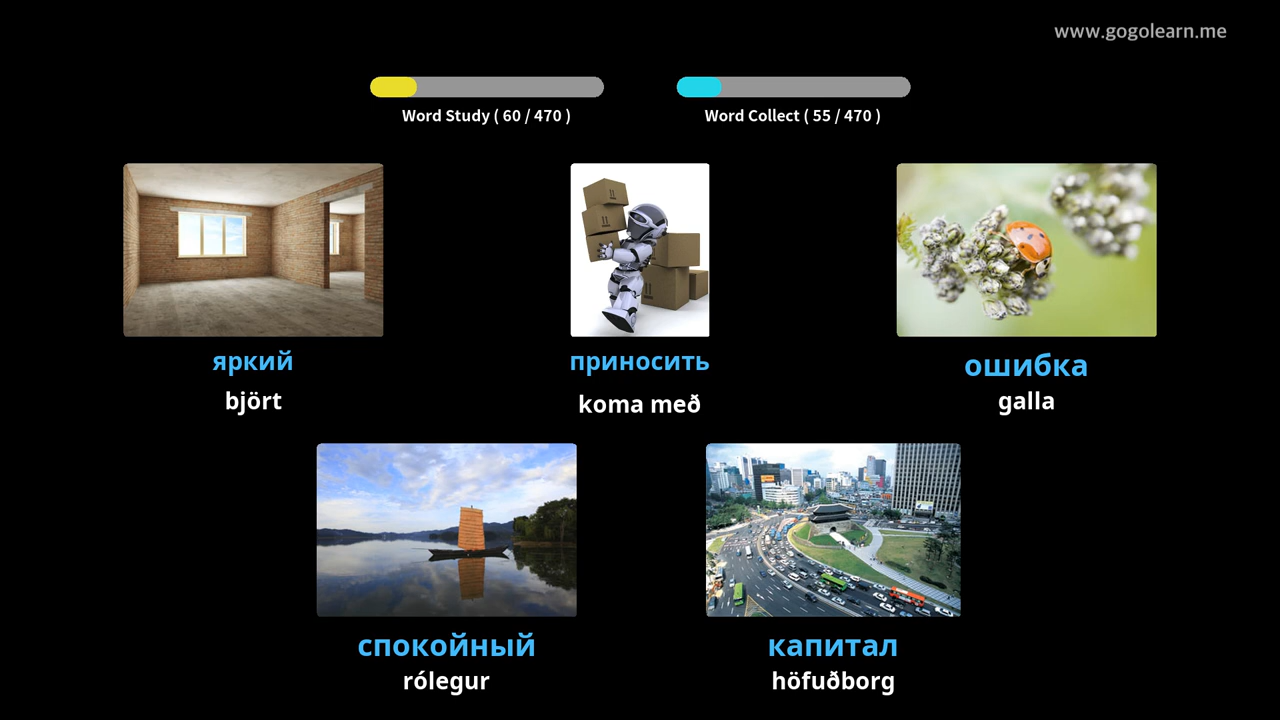 www.gogolearn.me
Word Study ( 60 / 470 )
Word Collect ( 55 / 470 )
яркий
björt
приносить
koma með
ошибка
galla
спокойный
rólegur
капитал
höfuðborg